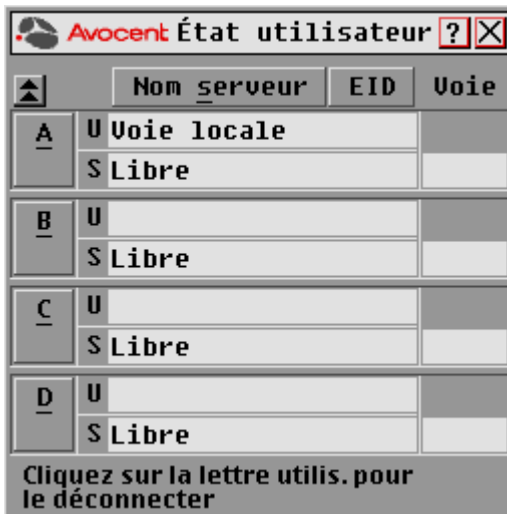 Avocent État utilisateur ? X
Nom serveur EID Voie
A U Voie locale
S Libre
B U
S Libre
C U
S Libre
D U
S Libre
Cliquez sur la lettre utilis. pour
le déconnecter